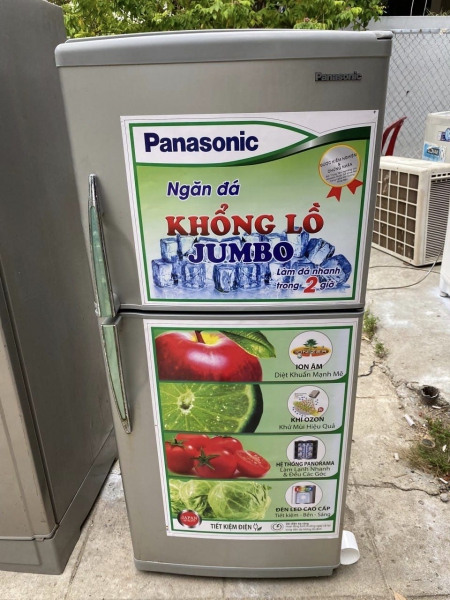 Panasonic
Panasonic
Ngăn đá
KHỔNG LỒ
JUMBO
Làm đá nhanh
trong 2 giờ
ION ÂM
Diệt Khuẩn Mạnh Mẽ
KHÍ OZON
Khử Mùi Hiệu Quả
HỆ THỐNG PANORAMA
Làm Lạnh Nhanh
& Đều Các Góc
ĐÈN LED CAO CẤP
Tiết kiệm - Bền - Sáng
TIẾT KIỆM ĐIỆN